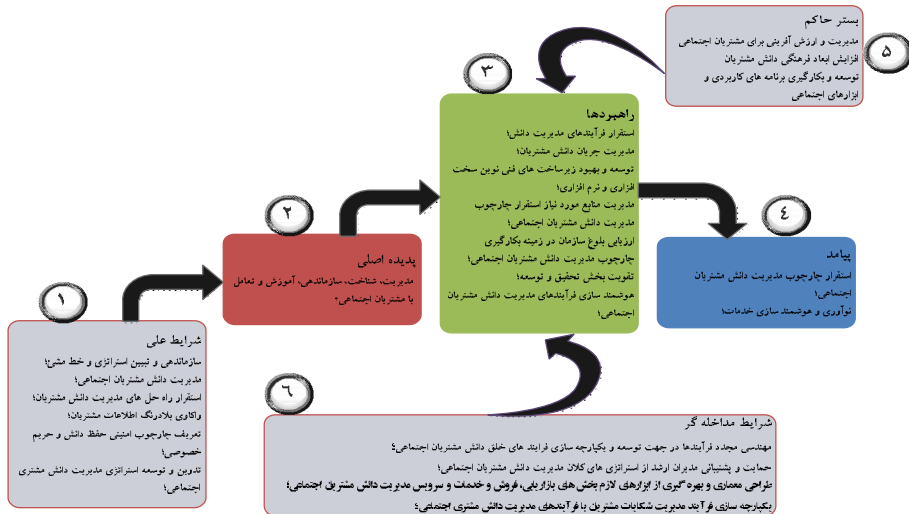 ۱
شرایط علی
سازماندهی و تبیین استراتژی و خط مشئ؛
مدیریت دانش مشتریان اجتماعی؛
استقرار راه حل های مدیریت دانش مشتریان؛
واکاوی بلادرنگ اطلاعات مشتریان؛
تعریف چارچوب امنیتی حفظ دانش و حریم
خصوصی؛
تدوین و توسعه استراتژی مدیریت دانش مشتری
اجتماعی؛
۲
پدیده اصلی
مدیریت، شناخت، سازماندهی، آموزش و تعامل
با مشتریان اجتماعی؛
۳
راهبردها
استقرار فرآیندهای مدیریت دانش؛
مدیریت جریان دانش مشتریان؛
توسعه و بهبود زیرساخت های فنی نوین سخت
افزاری و نرم افزاری؛
مدیریت منابع مورد نیاز استقرار چارچوب
مدیریت دانش مشتریان اجتماعی؛
ارزیابی بلوغ سازمان در زمینه بکارگیری
چارچوب مدیریت دانش مشتریان اجتماعی؛
تقویت بخش تحقیق و توسعه؛
هوشمند سازی فرآیندهای مدیریت دانش مشتریان
اجتماعی؛
٤
پیامد
استقرار چارچوب مدیریت دانش مشتریان
اجتماعی؛
نوآوری و هوشمند سازی خدمات؛
۵
بستر حاکم
مدیریت و ارزش آفرینی برای مشتریان اجتماعی
افزایش ابعاد فرهنگی دانش مشتریان
توسعه و بکارگیری برنامه های کاربردی و
ابزارهای اجتماعی
٦
شرایط مداخله گر
مهندسی مجدد فرآیندها در جهت توسعه و یکپارچه سازی فرایند های خلق دانش مشتریان اجتماعی؛
حمایت و پشتیبانی مدیران ارشد از استراتژی های کلان مدیریت دانش مشتریان اجتماعی؛
طراحی معماری و بهره گیری از ابزارهای لازم بخش های بازاریابی، فروش و خدمات و سرویس مدیریت دانش مشتریان اجتماعی؛
یکپارچه سازی فرآیند مدیریت شکایات مشتریان با فرآیندهای مدیریت دانش مشتری اجتماعی؛